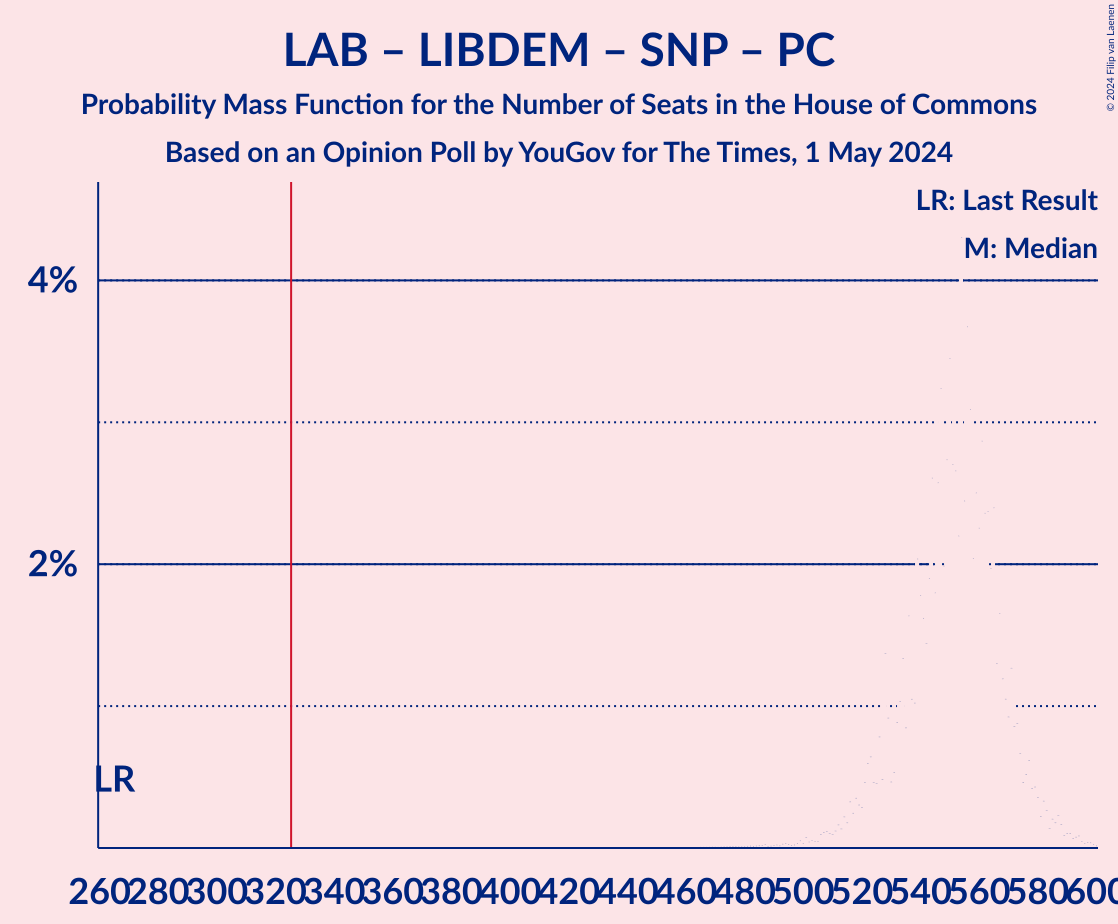 LAB – LIBDEM – SNP – PC
Probability Mass Function for the Number of Seats in the House of Commons
Based on an Opinion Poll by YouGov for The Times, 1 May 2024
© 2024 Filip van Laenen
LR: Last Result
M: Median
4%
2%
LR
260 280 300 320 340 360 380 400 420 440 460 480 500 520 540 560 580 600